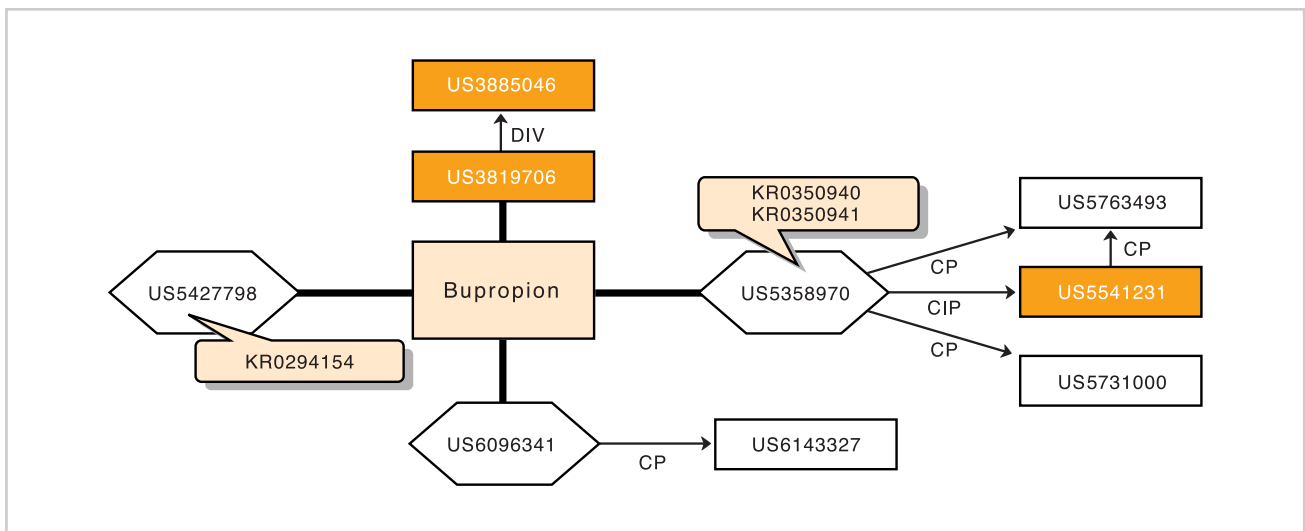 US3885046
DIV
US3819706
KR0350940
KR0350941
US5763493
CP
CP
US5427798
Bupropion
US5358970
CIP
US5541231
CP
KR0294154
US5731000
US6096341
CP
US6143327